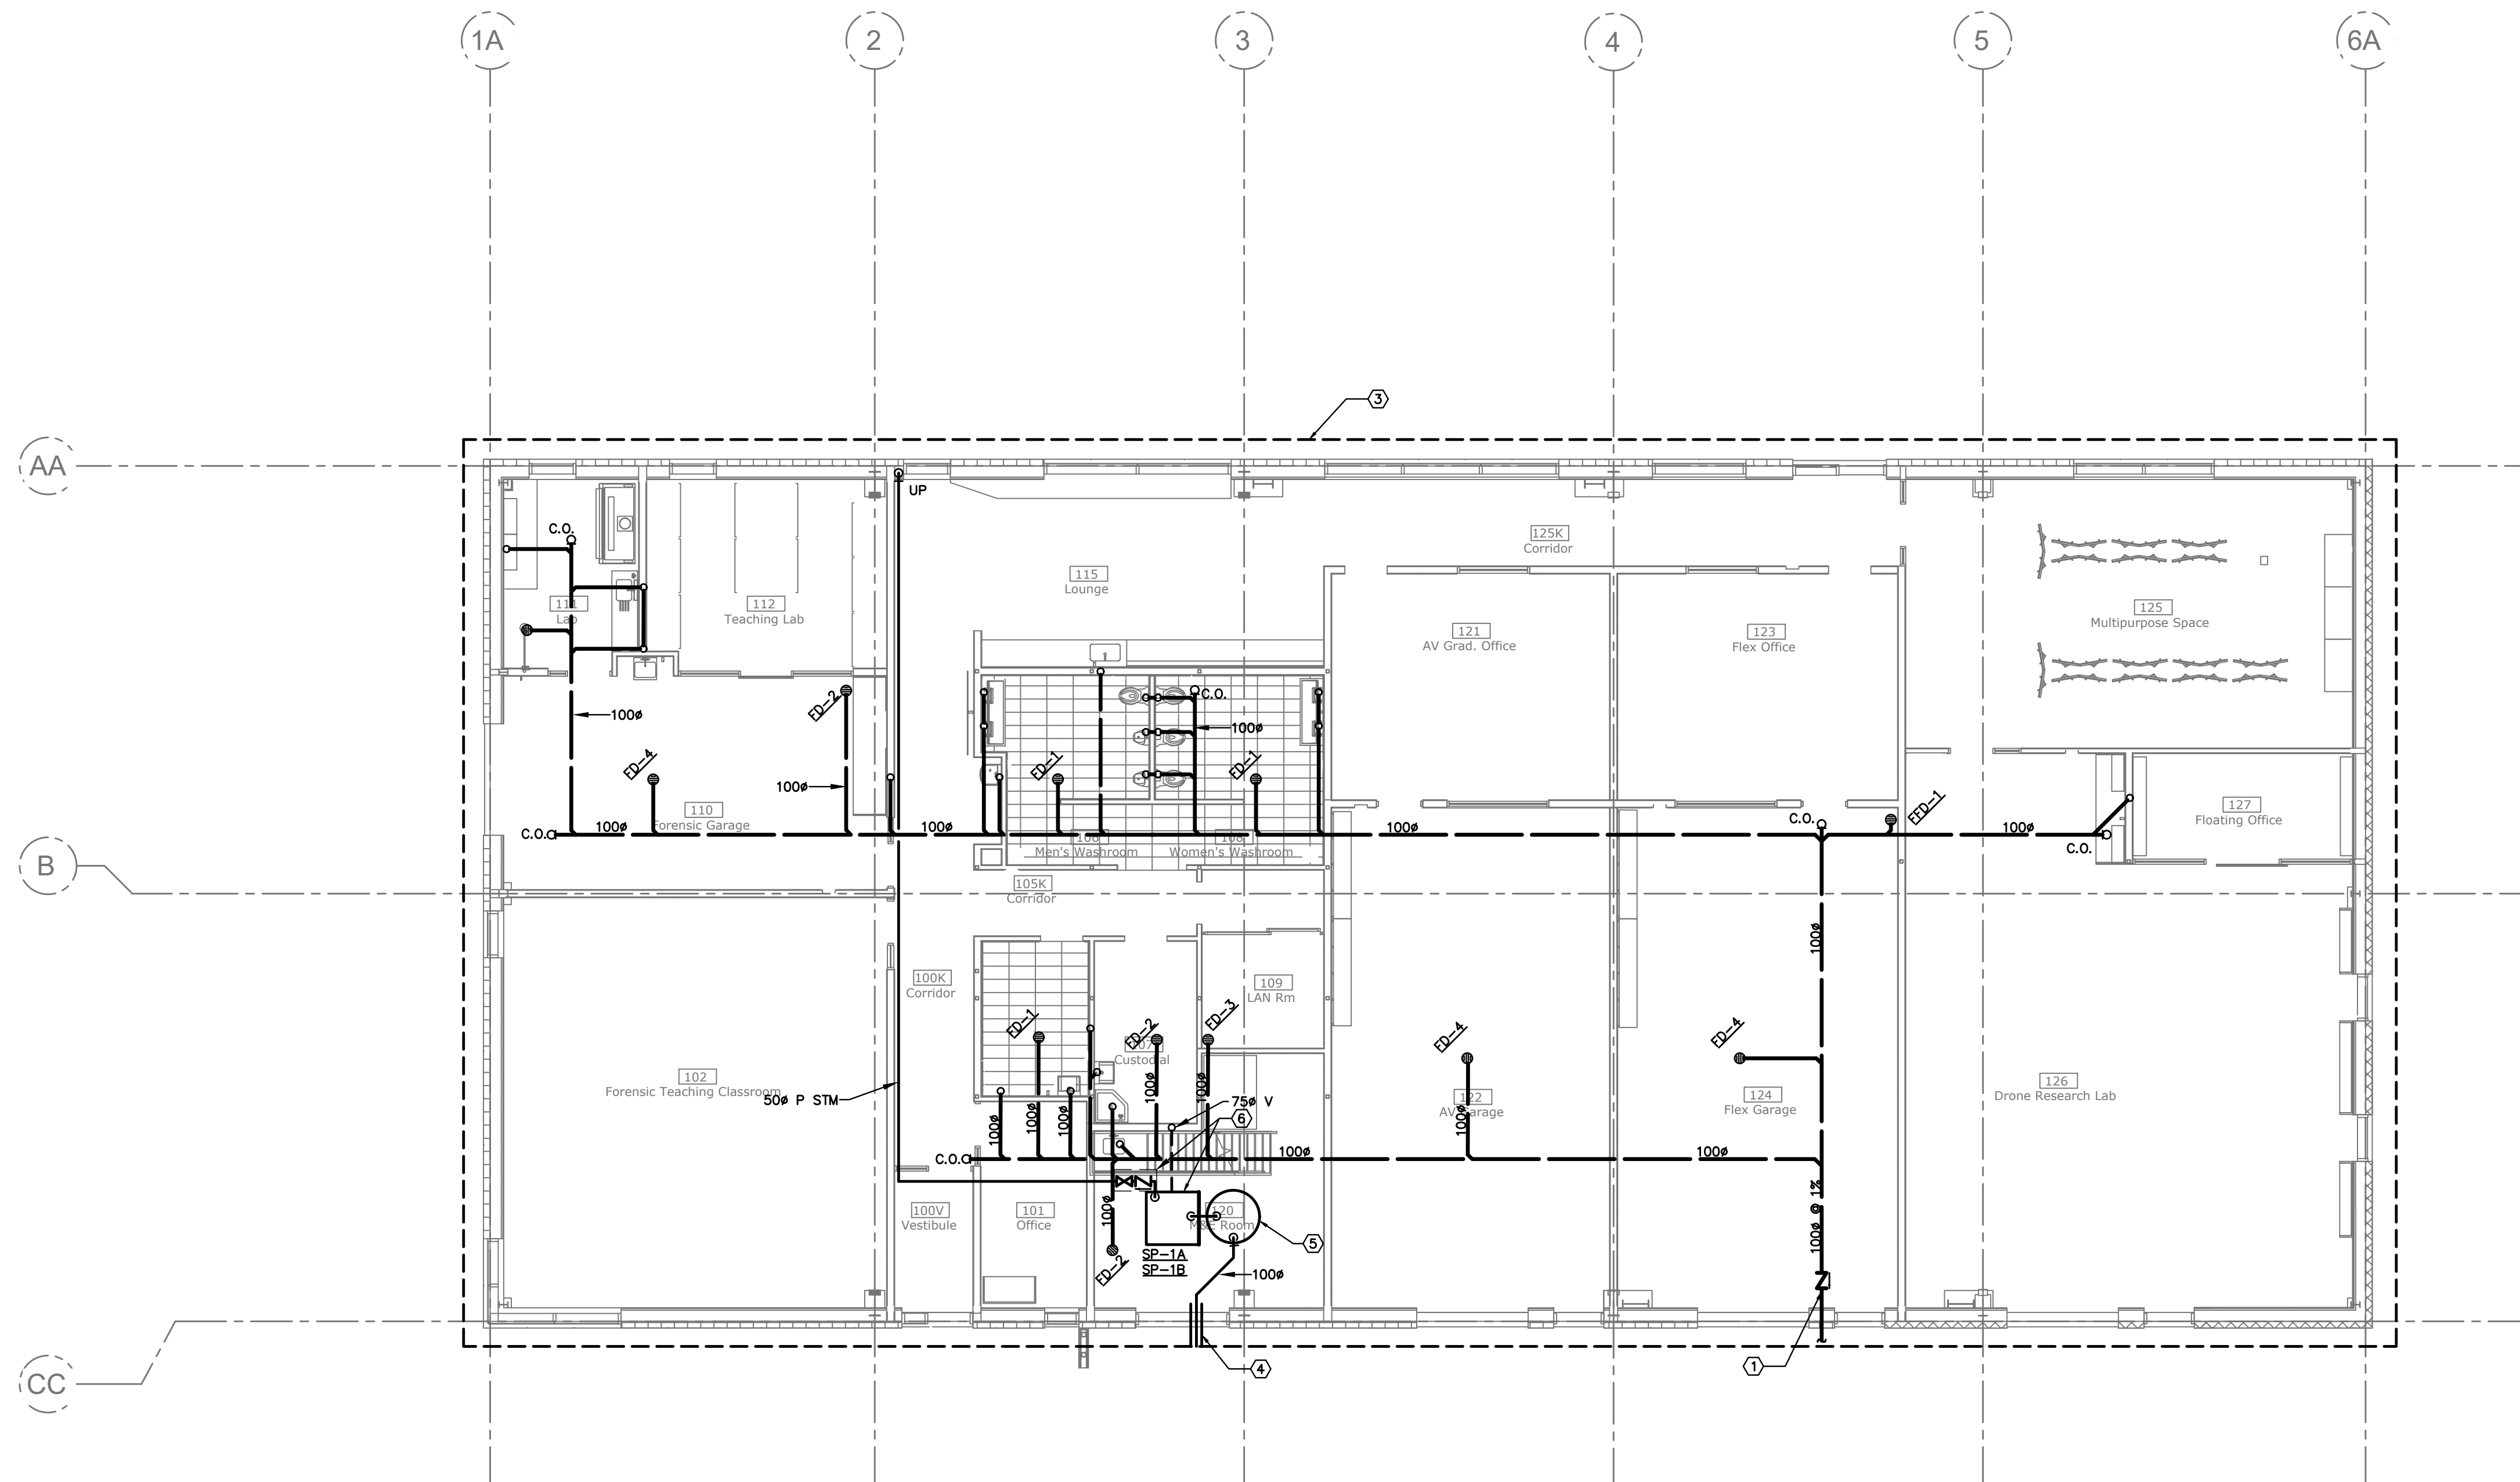 1A
2
3
4
5
6A
3
AA
UP
C.O.
125K
Corridor
115
Lounge
111
Lab
112
Teaching Lab
121
AV Grad. Office
123
Flex Office
125
Multipurpose Space
FD-2
C.O.
100ø
100ø
FD-4
FD-1
FD-1
100ø
FFD-1
110
Forensic Garage
127
Floating Office
C.O.
C.O.
100ø
100ø
100ø
100ø
C.O.
106
Men's Washroom
108
Women's Washroom
B
105K
Corridor
100ø
100K
Corridor
109
LAN Rm
FD-1
FD-2
FD-3
FD-4
FD-4
107
Custodial
102
Forensic Teaching Classroom
50ø P STM
126
Drone Research Lab
100ø
100ø
100ø
100ø
100ø
75ø V
6
122
AV Garage
100ø
124
Flex Garage
C.O.
100ø
100ø
100V
Vestibule
101
Office
100ø
120
M&E Room
100ø @ 1%
5
SP-1A
SP-1B
FD-2
100ø
4
1
CC